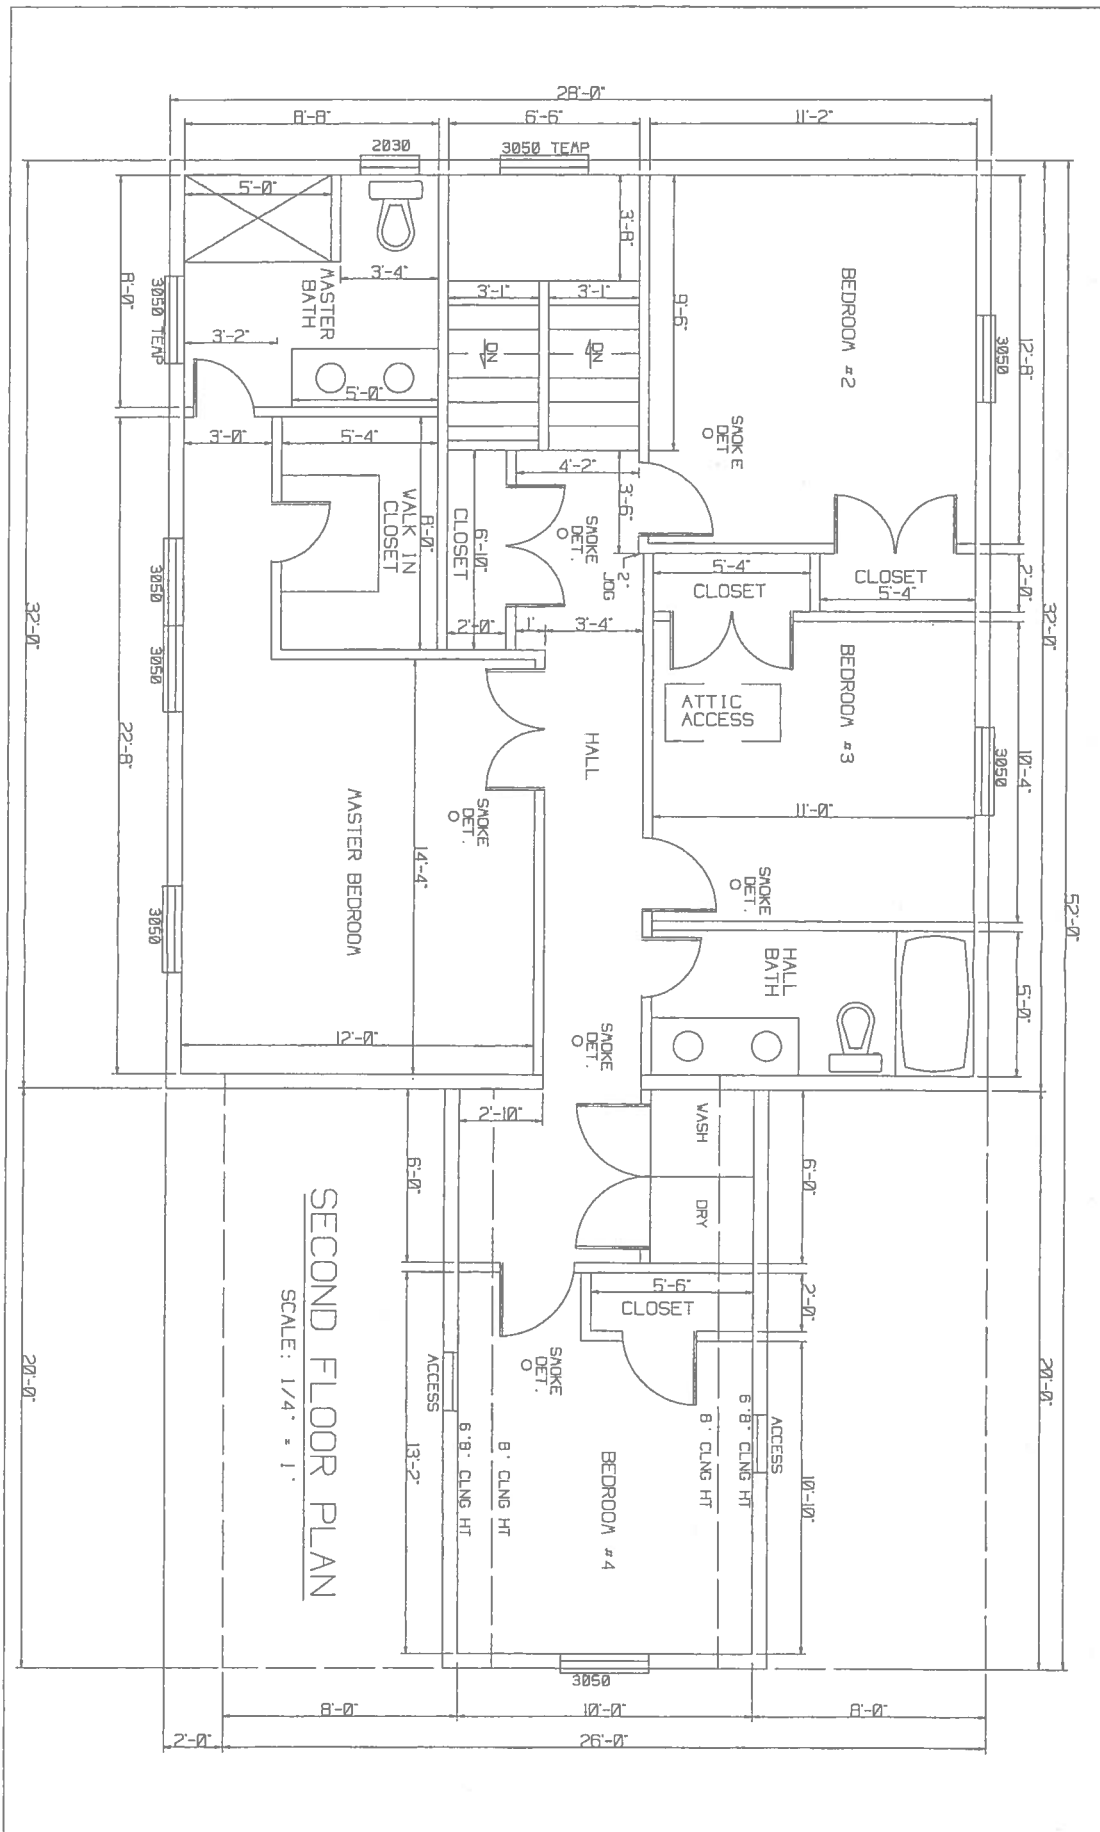 28'-0"
8'-8"
6'-6"
11'-2"
2030
3050 TEMP
5'-0"
3'-8"
12'-8"
3050
8'-0"
3050 TEMP
3'-4"
MASTER
BATH
3'-2"
5'-0"
3'-1"
3'-1"
DN
DN
9'-6"
BEDROOM #2
SMOKE
DET
3'-0"
5'-4"
WALK IN
CLOSET
8'-0"
CLOSET
6'-10"
4'-2"
3'-6"
SMOKE
DET.
2"
JOG
5'-4"
CLOSET
CLOSET
5'-4"
2'-0"
32'-0"
32'-0"
52'-0"
2'-0"
1'
3'-4"
3050
3050
22'-8"
ATTIC
ACCESS
BEDROOM #3
3050
10'-4"
11'-0"
HALL
SMOKE
DET.
MASTER BEDROOM
14'-4"
3050
12'-0"
SMOKE
DET.
HALL
BATH
5'-0"
SMOKE
DET.
2'-10"
6'-0"
WASH
DRY
6'-0"
5'-6"
CLOSET
2'-0"
SECOND FLOOR PLAN
SCALE: 1/4" = 1'
SMOKE
DET.
ACCESS
ACCESS
6'8" CLNG HT
8' CLNG HT
8' CLNG HT
6'8" CLNG HT
13'-2"
10'-10"
BEDROOM #4
20'-0"
20'-0"
3050
8'-0"
10'-0"
8'-0"
2'-0"
26'-0"